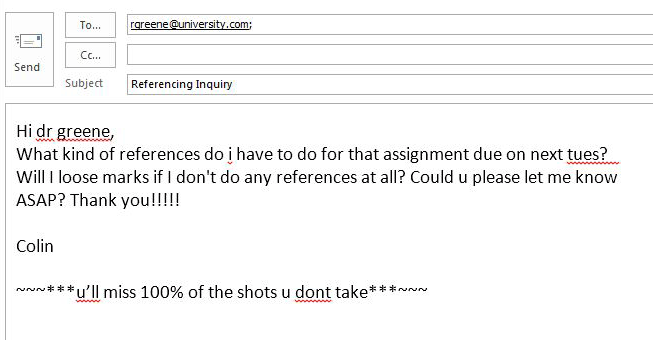 To...
rgreene@university.com;
Cc...
Send
Subject
Referencing Inquiry
Hi dr greene,
What kind of references do i have to do for that assignment due on next tues?
Will I loose marks if I don't do any references at all? Could u please let me know
ASAP? Thank you!!!!!
Colin
~~~***u’ll miss 100% of the shots u dont take***~~~